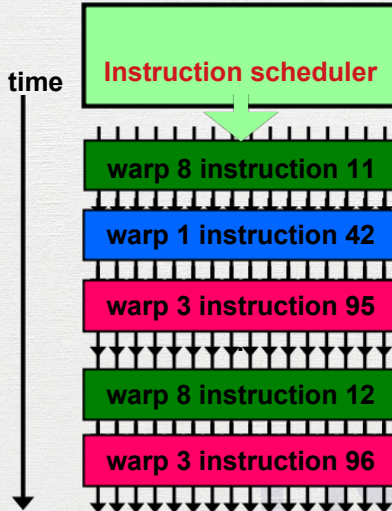 Instruction scheduler
time
warp 8 instruction 11
warp 1 instruction 42
warp 3 instruction 95
warp 8 instruction 12
warp 3 instruction 96